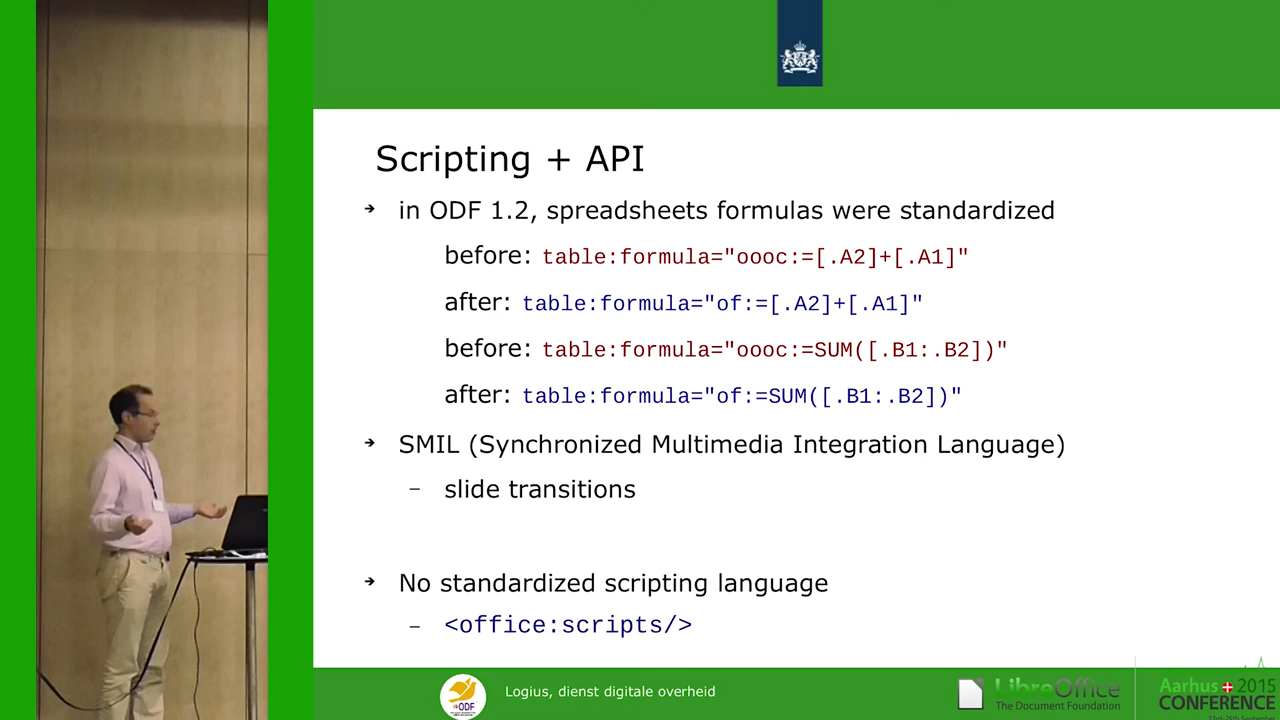 Scripting + API
➔ in ODF 1.2, spreadsheets formulas were standardized
before: table:formula="oooc:=[.A2]+[.A1]"
after: table:formula="of:=[.A2]+[.A1]"
before: table:formula="oooc:=SUM([.B1:.B2])"
after: table:formula="of:=SUM([.B1:.B2])"
➔ SMIL (Synchronized Multimedia Integration Language)
– slide transitions
➔ No standardized scripting language
– <office:scripts/>
ODF
Logius, dienst digitale overheid
LibreOffice
The Document Foundation
Aarhus 2015
CONFERENCE